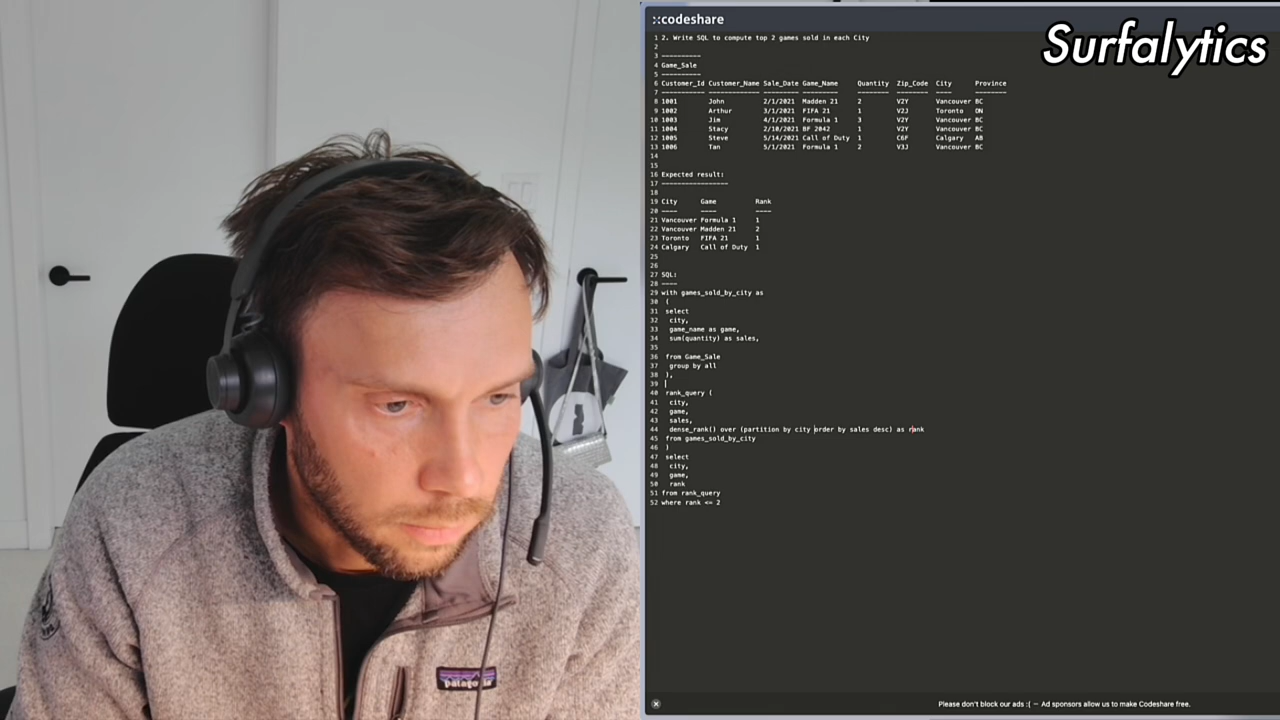 ::codeshare
Surfalytics
1 2. Write SQL to compute top 2 games sold in each City
2
3 ----------
4 Game_Sale
5 ----------
6 Customer_Id Customer_Name Sale_Date Game_Name Quantity Zip_Code City Province
7 ----------- ------------- --------- --------- -------- -------- ---- --------
8 1001 John 2/1/2021 Madden 21 2 V2Y Vancouver BC
9 1002 Arthur 3/1/2021 FIFA 21 1 V2J Toronto ON
10 1003 Jim 4/1/2021 Formula 1 3 V2Y Vancouver BC
11 1004 Stacy 2/10/2021 BF 2042 1 V2Y Vancouver BC
12 1005 Steve 5/14/2021 Call of Duty 1 C6F Calgary AB
13 1006 Tan 5/1/2021 Formula 1 2 V3J Vancouver BC
14
15
16 Expected result:
17 -----------------
18
19 City Game Rank
20 ---- ---- ----
21 Vancouver Formula 1 1
22 Vancouver Madden 21 2
23 Toronto FIFA 21 1
24 Calgary Call of Duty 1
25
26
27 SQL:
28 ----
29 with games_sold_by_city as
30 (
31 select
32 city,
33 game_name as game,
34 sum(quantity) as sales,
35
36 from Game_Sale
37 group by all
38 ),
39
40 rank_query (
41 city,
42 game,
43 sales,
44 dense_rank() over (partition by city order by sales desc) as rank
45 from games_sold_by_city
46 )
47 select
48 city,
49 game,
50 rank
51 from rank_query
52 where rank <= 2
patagonia
Please don't block our ads :( — Ad sponsors allow us to make Codeshare free.